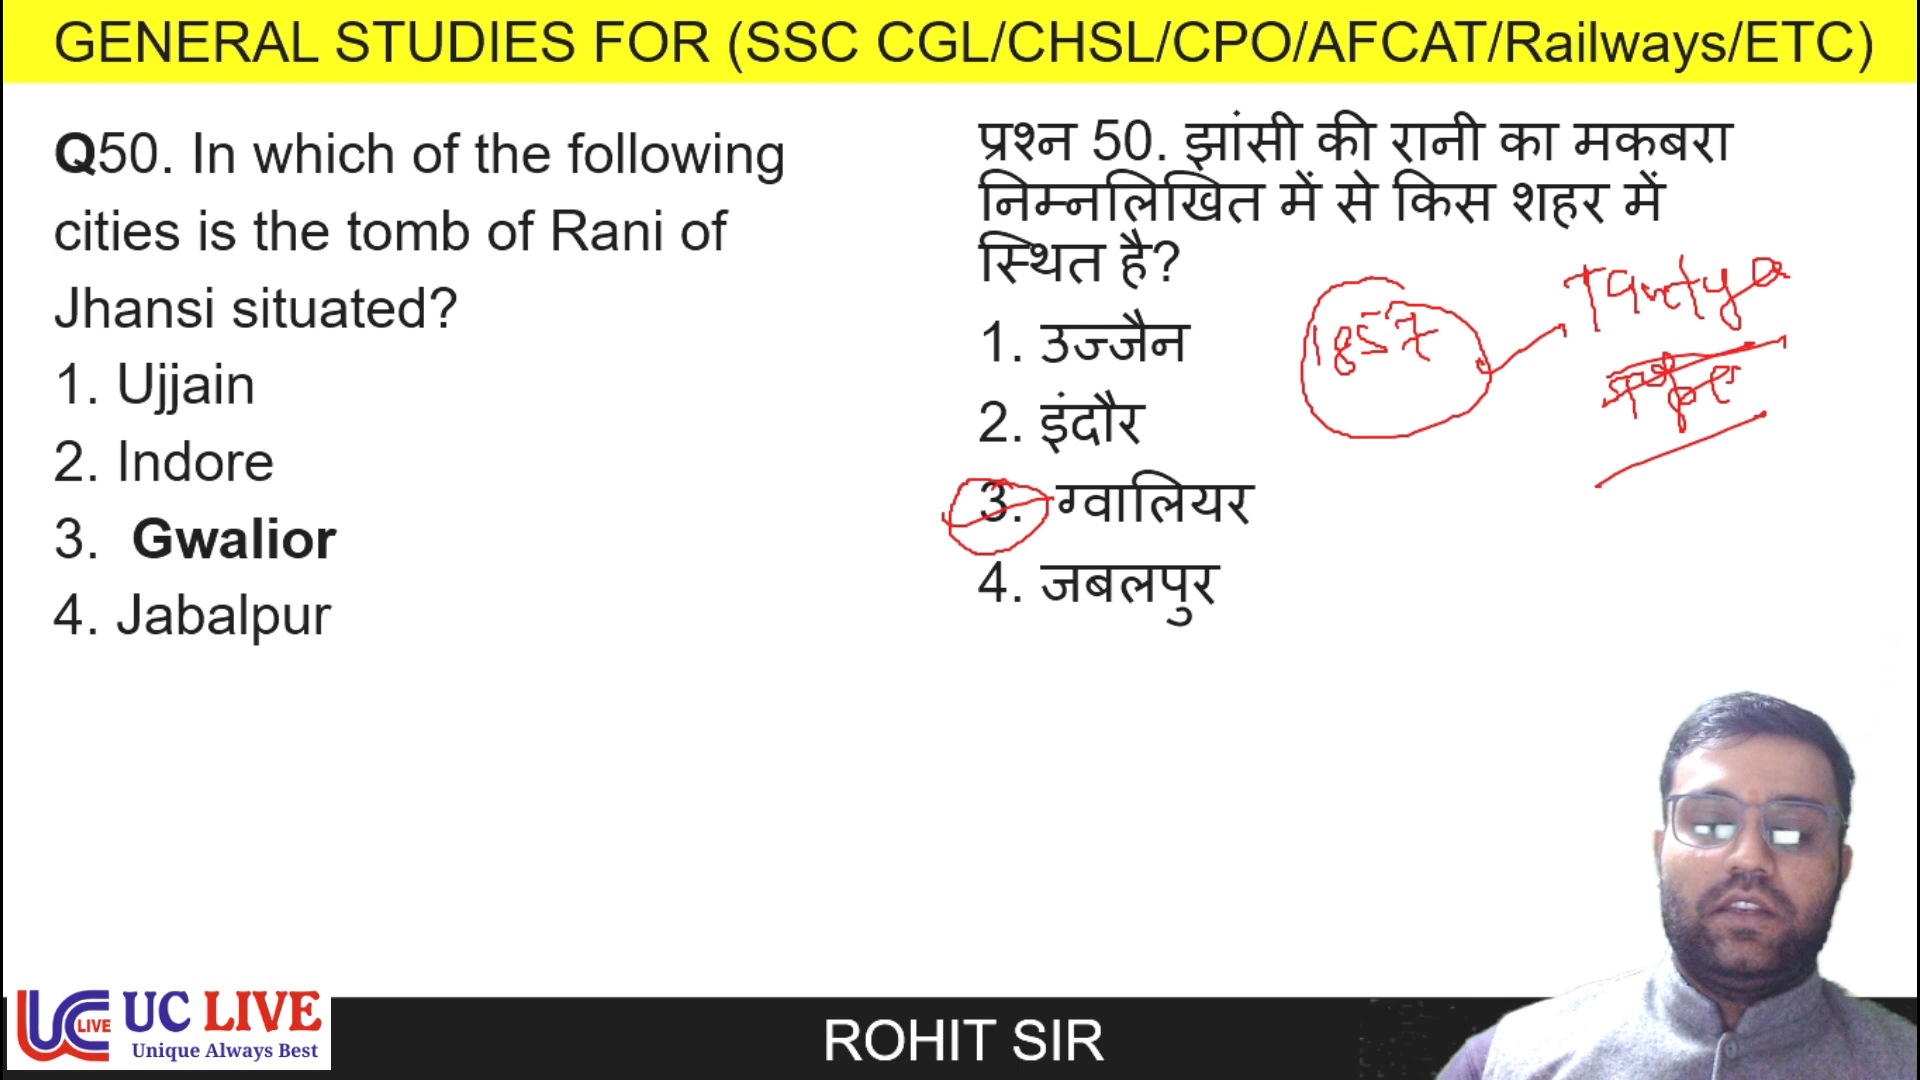 GENERAL STUDIES FOR (SSC CGL/CHSL/CPO/AFCAT/Railways/ETC)
Q50. In which of the following
cities is the tomb of Rani of
Jhansi situated?
1. Ujjain
2. Indore
3. Gwalior
4. Jabalpur
प्रश्न 50. झांसी की रानी का मकबरा
निम्नलिखित में से किस शहर में
स्थित है?
1. उज्जैन
2. इंदौर
3. ग्वालियर
4. जबलपुर
1857
Tantya
UC LIVE
LIVE
Unique Always Best
ROHIT SIR